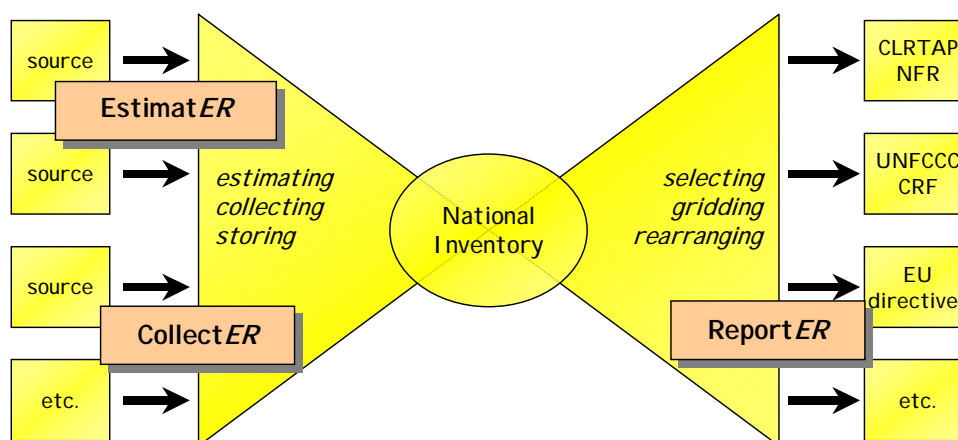 source
EstimatER
source
source
CollectER
etc.
estimating
collecting
storing
National
Inventory
selecting
gridding
rearranging
ReportER
CLRTAP
NFR
UNFCCC
CRF
EU
directive
etc.